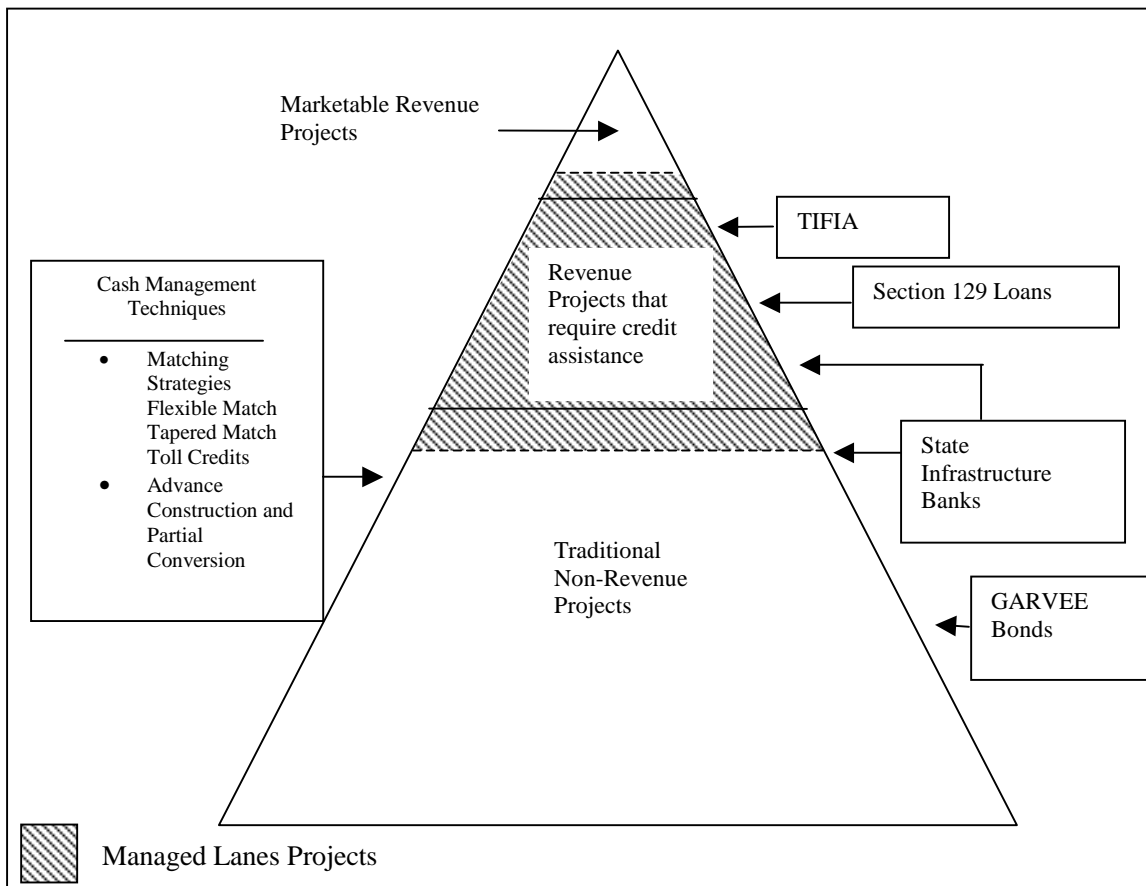 Marketable Revenue
Projects
TIFIA
Cash Management
Techniques
Revenue
Projects that
require credit
assistance
Section 129 Loans
• Matching
Strategies
Flexible Match
Tapered Match
Toll Credits
• Advance
Construction and
Partial
Conversion
State
Infrastructure
Banks
Traditional
Non-Revenue
Projects
GARVEE
Bonds
Managed Lanes Projects